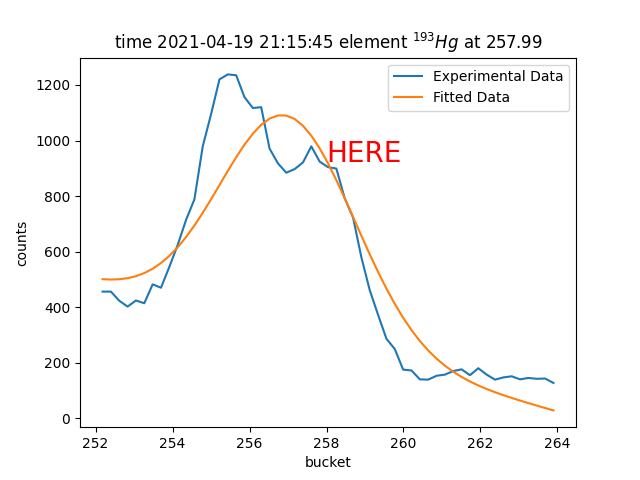 time 2021-04-19 21:15:45 element ¹⁹³Hg at 257.99
Experimental Data
Fitted Data
HERE
counts
1200
1000
800
600
400
200
0
252 254 256 258 260 262 264
bucket